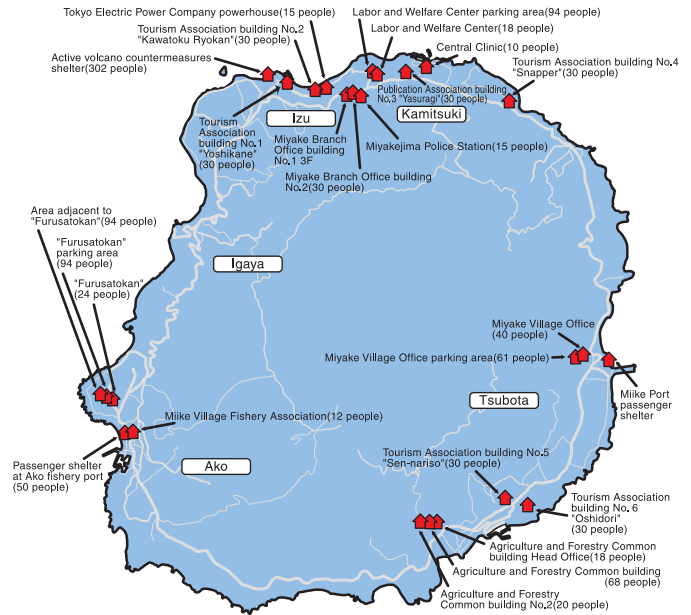 Tokyo Electric Power Company powerhouse(15 people)
Tourism Association building No.2
"Kawatoku Ryokan"(30 people)
Active volcano countermeasures
shelter(302 people)
Labor and Welfare Center parking area(94 people)
Labor and Welfare Center(18 people)
Central Clinic(10 people)
Tourism Association building No.4
"Snapper"(30 people)
Publication Association building
No.3 "Yasuragi"(30 people)
Izu
Kamitsuki
Tourism
Association
building No.1
"Yoshikane"
(30 people)
Miyake Branch
Office building
No.1 3F
Miyakejima Police Station(15 people)
Miyake Branch Office building
No.2(30 people)
Area adjacent to
"Furusatokan"(94 people)
"Furusatokan"
parking area
(94 people)
"Furusatokan"
(24 people)
Igaya
Miyake Village Office
(40 people)
Miyake Village Office parking area(61 people)
Miike Port
passenger
shelter
Tsubota
Miike Village Fishery Association(12 people)
Passenger shelter
at Ako fishery port
(50 people)
Ako
Tourism Association building No.5
"Sen-nariso"(30 people)
Tourism Association
building No. 6
"Oshidori"
(30 people)
Agriculture and Forestry Common
building Head Office(18 people)
Agriculture and Forestry Common building
(68 people)
Agriculture and Forestry
Common building No.2(20 people)